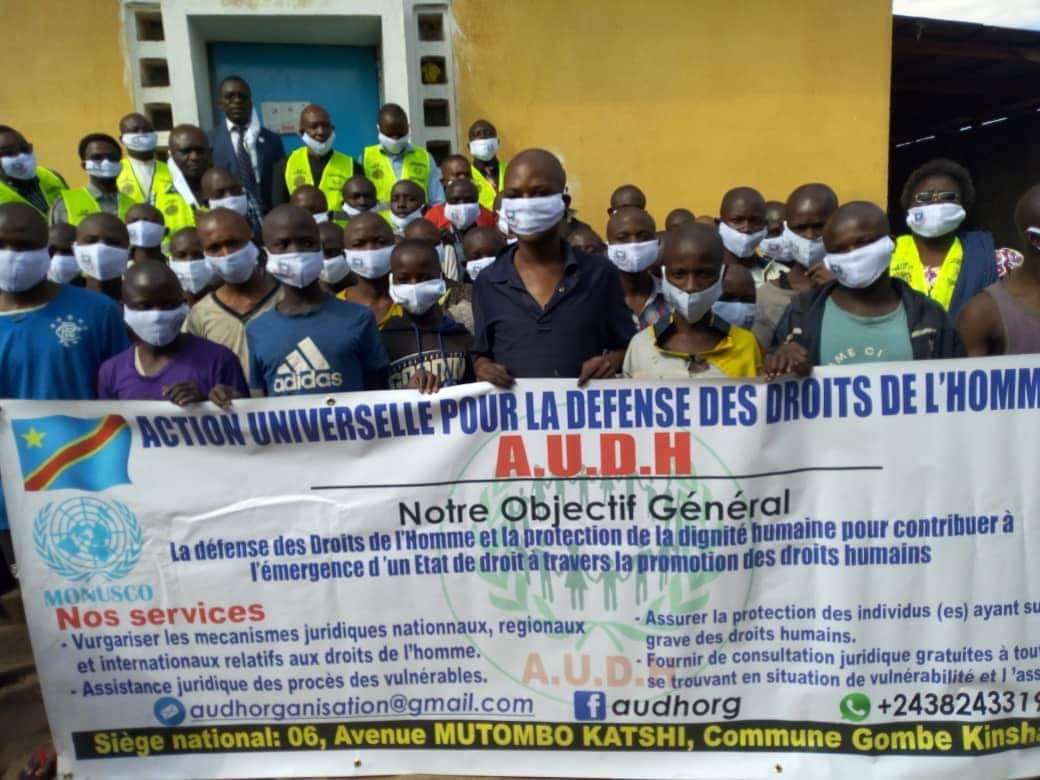 ACTION UNIVERSELLE POUR LA DEFENSE DES DROITS DE L'HOMM
A.U.D.H
Notre Objectif Général
La défense des Droits de l'Homme et la protection de la dignité humaine pour contribuer à
l'émergence d'un Etat de droit à travers la promotion des droits humains
MONUSCO
Nos services
- Vurgariser les mecanismes juridiques nationnaux, regionaux
et internationaux relatifs aux droits de l'homme.
- Assistance juridique des procès des vulnérables.
- Assurer la protection des individus (es) ayant su
grave des droits humains.
- Fournir de consultation juridique gratuites à tout
se trouvant en situation de vulnérabilité et l'ass
A.U.D.
audhorganisation@gmail.com
audhorg
+2438243319
Siège national: 06, Avenue MUTOMBO KATSHI, Commune Gombe Kinsha
adidas
ME CI